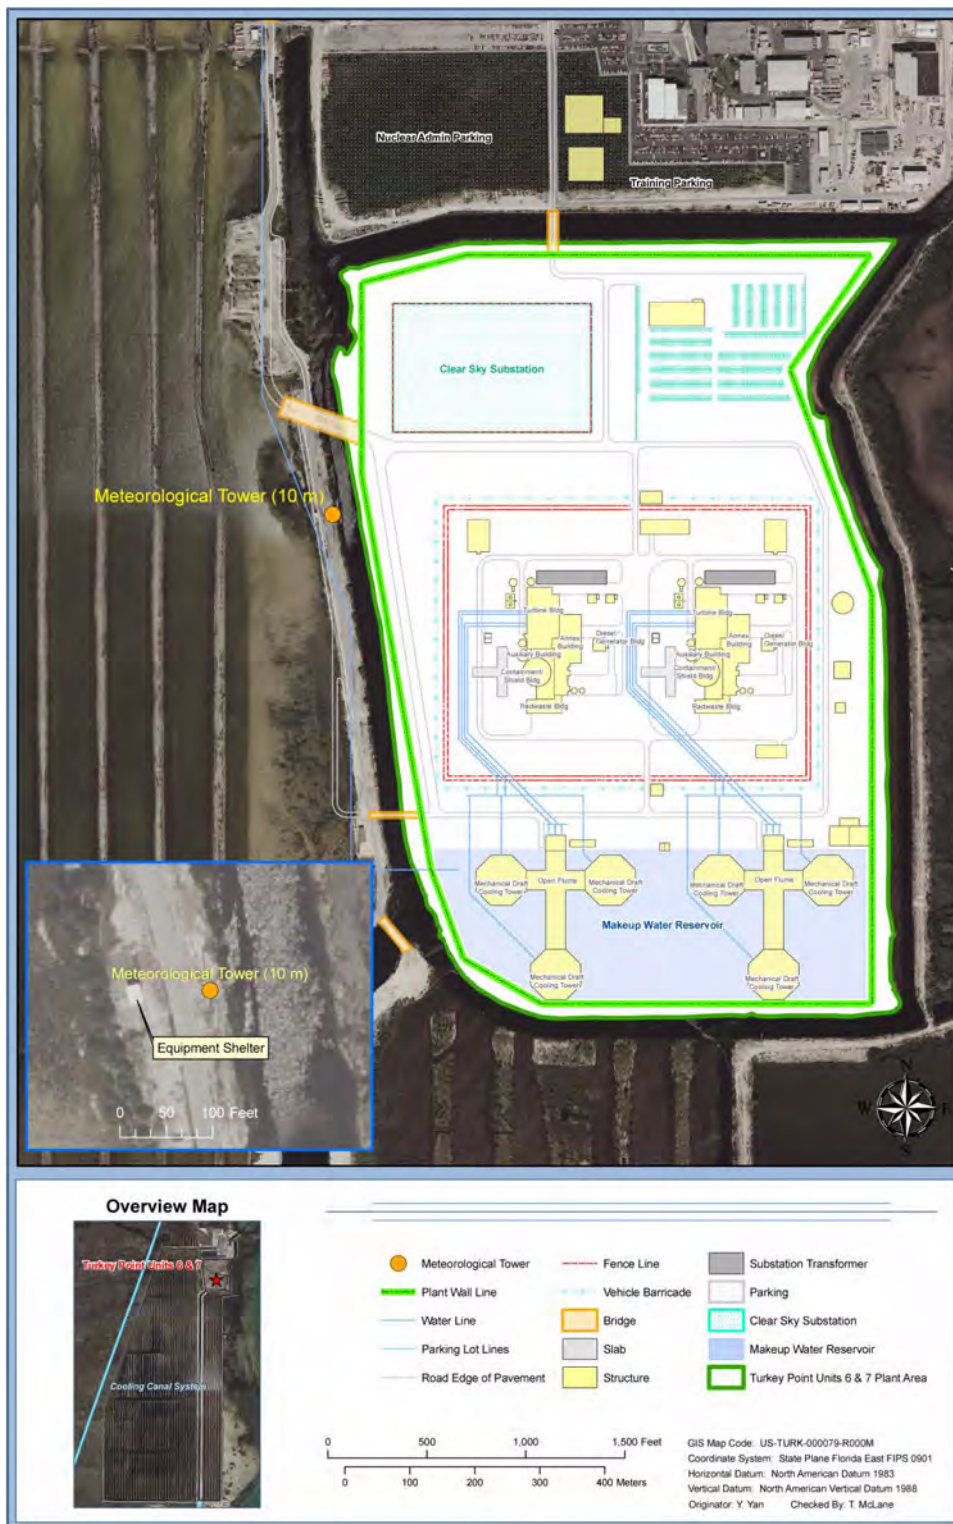 Nuclear Admin Parking
Training Parking
Clear Sky Substation
Meteorological Tower (10 m)
Turbine Bldg
Annex
Building
Diesel
Generator Bldg
Auxiliary Building
Containment/
Shield Bldg
Radwaste Bldg
Turbine Bldg
Annex
Building
Diesel
Generator Bldg
Auxiliary Building
Containment/
Shield Bldg
Radwaste Bldg
Mechanical Draft
Cooling Tower
Open Flume
Mechanical Draft
Cooling Tower
Mechanical Draft
Cooling Tower
Open Flume
Mechanical Draft
Cooling Tower
Makeup Water Reservoir
Mechanical Draft
Cooling Tower
Mechanical Draft
Cooling Tower
Meteorological Tower (10 m)
Equipment Shelter
0 50 100 Feet
N
W E
S
Overview Map
Turkey Point Units 6 & 7
Cooling Canal System
Meteorological Tower
Plant Wall Line
Water Line
Parking Lot Lines
Road Edge of Pavement
Fence Line
Vehicle Barricade
Bridge
Slab
Structure
Substation Transformer
Parking
Clear Sky Substation
Makeup Water Reservoir
Turkey Point Units 6 & 7 Plant Area
0 500 1,000 1,500 Feet
0 100 200 300 400 Meters
GIS Map Code: US-TURK-000079-R000M
Coordinate System: State Plane Florida East FIPS 0901
Horizontal Datum: North American Datum 1983
Vertical Datum: North American Vertical Datum 1988
Originator: Y. Yan Checked By: T. McLane